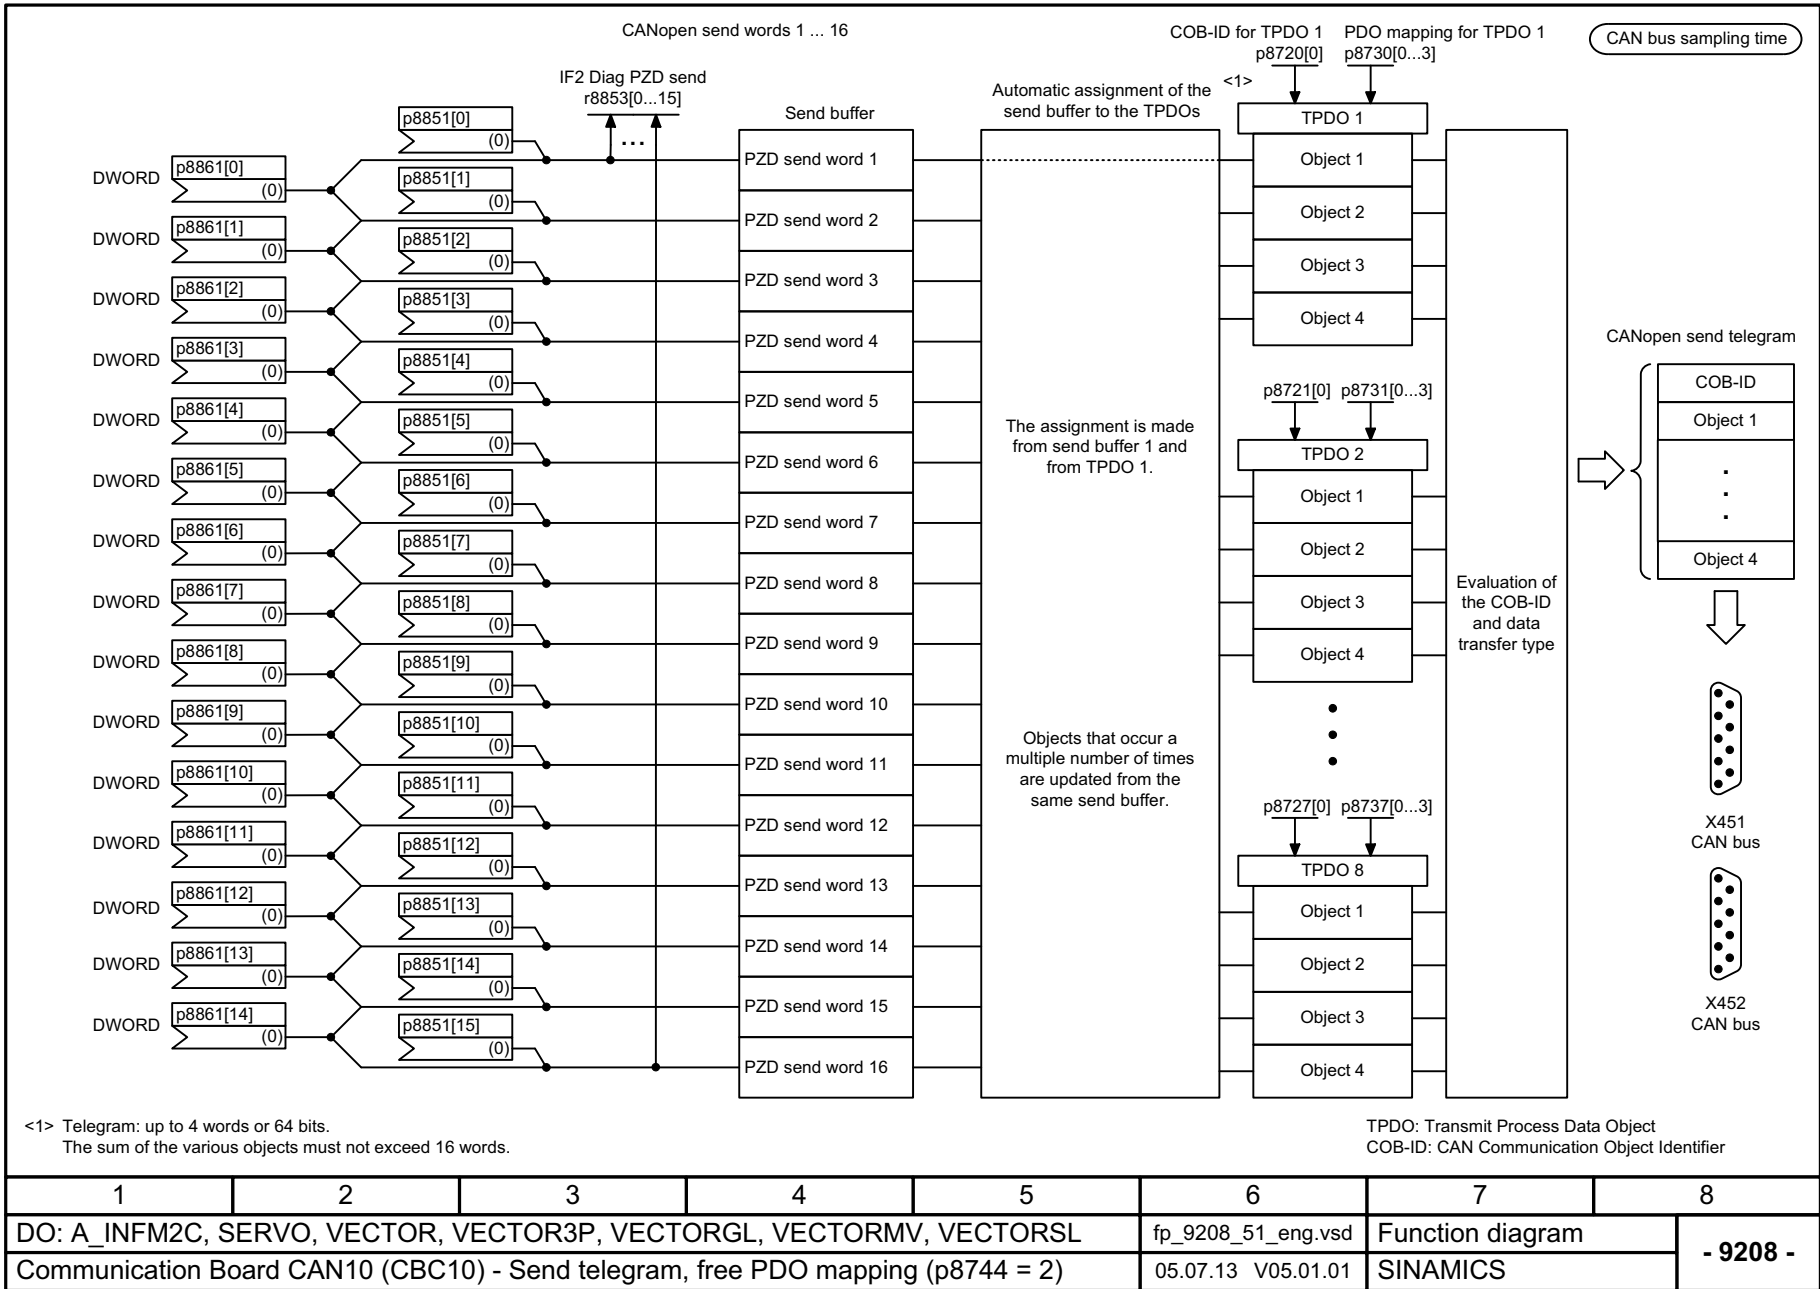 CANopen send words 1 ... 16
COB-ID for TPDO 1
p8720[0]
PDO mapping for TPDO 1
p8730[0...3]
CAN bus sampling time
<1>
IF2 Diag PZD send
r8853[0...15]
...
Send buffer
Automatic assignment of the
send buffer to the TPDOs
DWORD p8861[0] (0)
DWORD p8861[1] (0)
DWORD p8861[2] (0)
DWORD p8861[3] (0)
DWORD p8861[4] (0)
DWORD p8861[5] (0)
DWORD p8861[6] (0)
DWORD p8861[7] (0)
DWORD p8861[8] (0)
DWORD p8861[9] (0)
DWORD p8861[10] (0)
DWORD p8861[11] (0)
DWORD p8861[12] (0)
DWORD p8861[13] (0)
DWORD p8861[14] (0)
p8851[0] (0)
p8851[1] (0)
p8851[2] (0)
p8851[3] (0)
p8851[4] (0)
p8851[5] (0)
p8851[6] (0)
p8851[7] (0)
p8851[8] (0)
p8851[9] (0)
p8851[10] (0)
p8851[11] (0)
p8851[12] (0)
p8851[13] (0)
p8851[14] (0)
p8851[15] (0)
PZD send word 1
PZD send word 2
PZD send word 3
PZD send word 4
PZD send word 5
PZD send word 6
PZD send word 7
PZD send word 8
PZD send word 9
PZD send word 10
PZD send word 11
PZD send word 12
PZD send word 13
PZD send word 14
PZD send word 15
PZD send word 16
The assignment is made
from send buffer 1 and
from TPDO 1.
Objects that occur a
multiple number of times
are updated from the
same send buffer.
TPDO 1
Object 1
Object 2
Object 3
Object 4
p8721[0] p8731[0...3]
TPDO 2
Object 1
Object 2
Object 3
Object 4
p8727[0] p8737[0...3]
TPDO 8
Object 1
Object 2
Object 3
Object 4
Evaluation of
the COB-ID
and data
transfer type
CANopen send telegram
COB-ID
Object 1
.
.
.
Object 4
X451
CAN bus
X452
CAN bus
<1> Telegram: up to 4 words or 64 bits.
The sum of the various objects must not exceed 16 words.
TPDO: Transmit Process Data Object
COB-ID: CAN Communication Object Identifier
1 2 3 4 5 6 7 8
DO: A_INFM2C, SERVO, VECTOR, VECTOR3P, VECTORGL, VECTORMV, VECTORSL
fp_9208_51_eng.vsd
Function diagram
- 9208 -
Communication Board CAN10 (CBC10) - Send telegram, free PDO mapping (p8744 = 2)
05.07.13 V05.01.01
SINAMICS